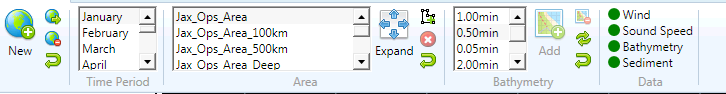 New
January
February
March
April
Time Period
Jax_Ops_Area
Jax_Ops_Area_100km
Jax_Ops_Area_500km
Jax_Ops_Area_Deep
Expand
Area
1.00min
0.50min
0.05min
2.00min
Add
Bathymetry
Wind
Sound Speed
Bathymetry
Sediment
Data